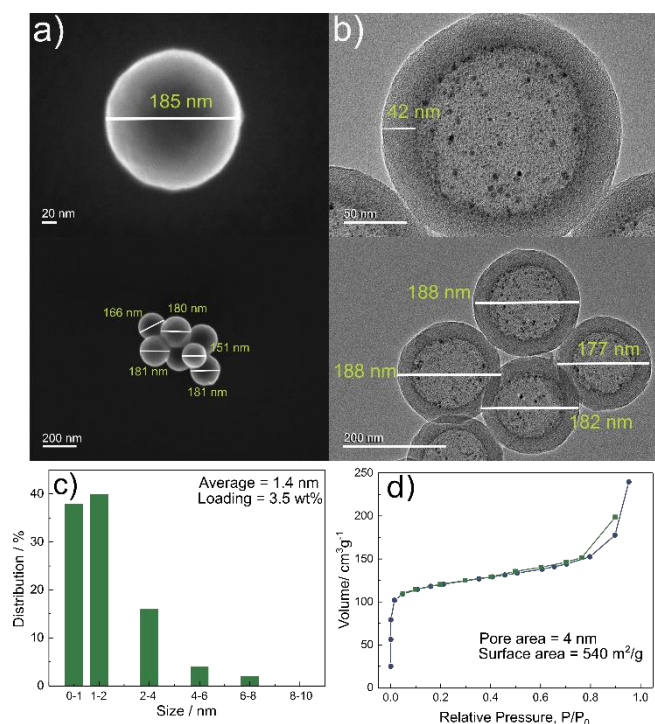 a)
185 nm
20 nm
166 nm
180 nm
151 nm
181 nm
181 nm
200 nm
b)
42 nm
50 nm
188 nm
177 nm
188 nm
182 nm
200 nm
c)
Average = 1.4 nm
Loading = 3.5 wt%
Distribution / %
40
30
20
10
0
0-1 1-2 2-4 4-6 6-8 8-10
Size / nm
d)
Volume/ cm³g⁻¹
250
200
150
100
50
0
Pore area = 4 nm
Surface area = 540 m²/g
0.0 0.2 0.4 0.6 0.8 1.0
Relative Pressure, P/P₀